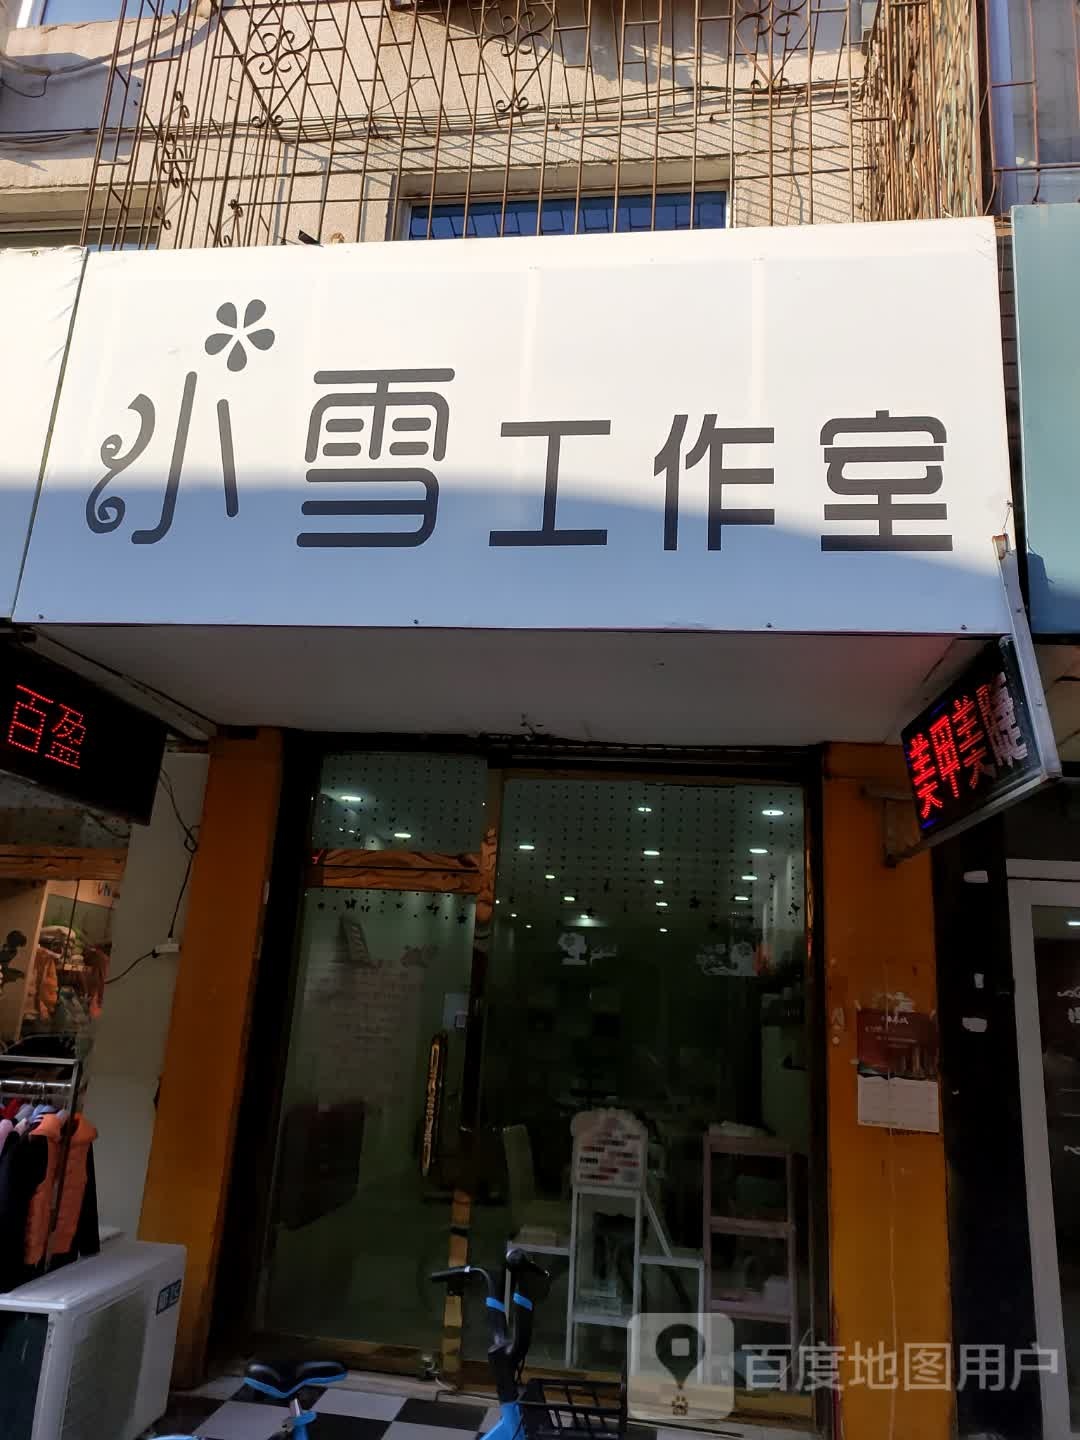 小雪工作室
百盈
美甲美睫
百度地图用户